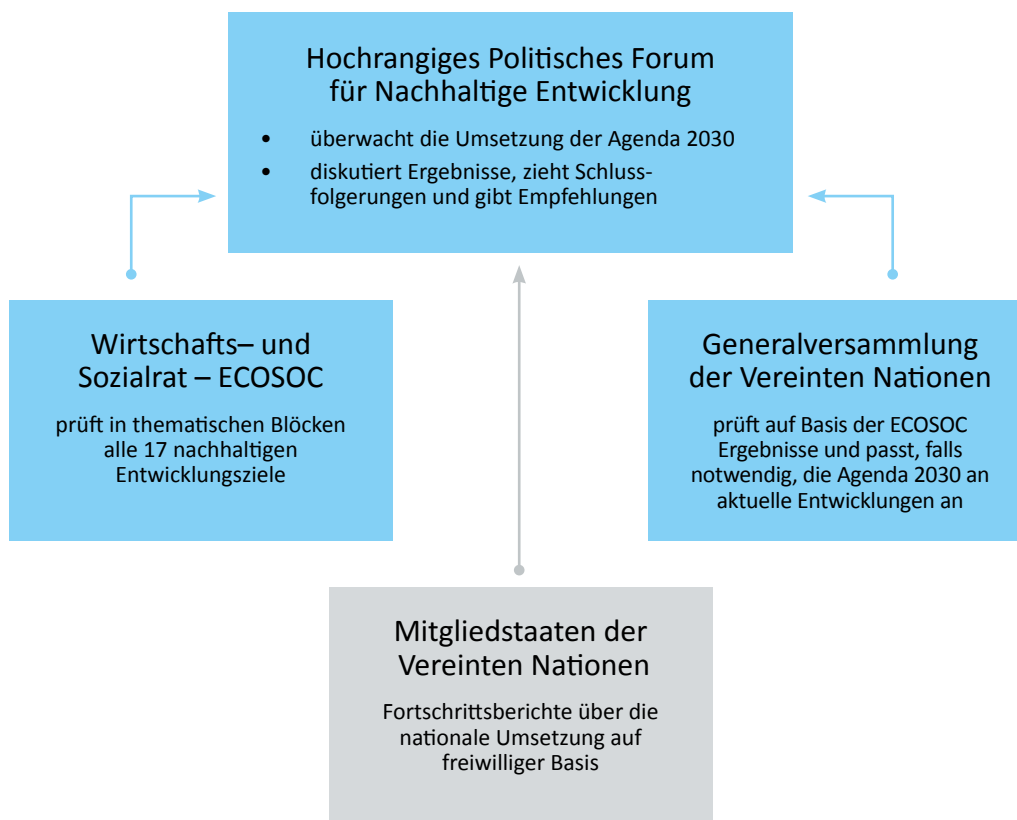 Hochrangiges Politisches Forum
für Nachhaltige Entwicklung
• überwacht die Umsetzung der Agenda 2030
• diskutiert Ergebnisse, zieht Schluss-
folgerungen und gibt Empfehlungen
Wirtschafts– und
Sozialrat – ECOSOC
prüft in thematischen Blöcken
alle 17 nachhaltigen
Entwicklungsziele
Generalversammlung
der Vereinten Nationen
prüft auf Basis der ECOSOC
Ergebnisse und passt, falls
notwendig, die Agenda 2030 an
aktuelle Entwicklungen an
Mitgliedstaaten der
Vereinten Nationen
Fortschrittsberichte über die
nationale Umsetzung auf
freiwilliger Basis